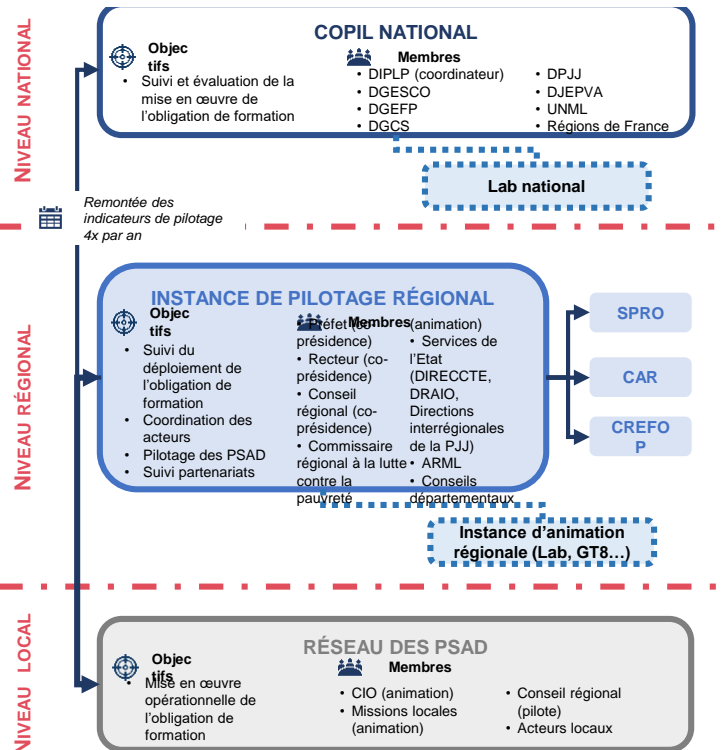 NIVEAU NATIONAL
COPIL NATIONAL
Objec
tifs
• Suivi et évaluation de la
mise en œuvre de
l'obligation de formation
Membres
• DIPLP (coordinateur)
• DGESCO
• DGEFP
• DGCS
• DPJJ
• DJEPVA
• UNML
• Régions de France
Lab national
Remontée des
indicateurs de pilotage
4x par an
NIVEAU RÉGIONAL
INSTANCE DE PILOTAGE RÉGIONAL
Objec
tifs
• Suivi du
déploiement de
l'obligation de
formation
• Coordination des
acteurs
• Pilotage des PSAD
• Suivi partenariats
Membres
• Préfet (co-
présidence)
• Recteur (co-
présidence)
• Conseil
régional (co-
présidence)
• Commissaire
régional à la lutte
contre la
pauvreté
(animation)
• Services de
l'Etat
(DIRECCTE,
DRAIO,
Directions
interrégionales
de la PJJ)
• ARML
• Conseils
départementaux
SPRO
CAR
CREFO
P
Instance d'animation
régionale (Lab, GT8…)
NIVEAU LOCAL
RÉSEAU DES PSAD
Objec
tifs
• Mise en œuvre
opérationnelle de
l'obligation de
formation
Membres
• CIO (animation)
• Missions locales
(animation)
• Conseil régional
(pilote)
• Acteurs locaux